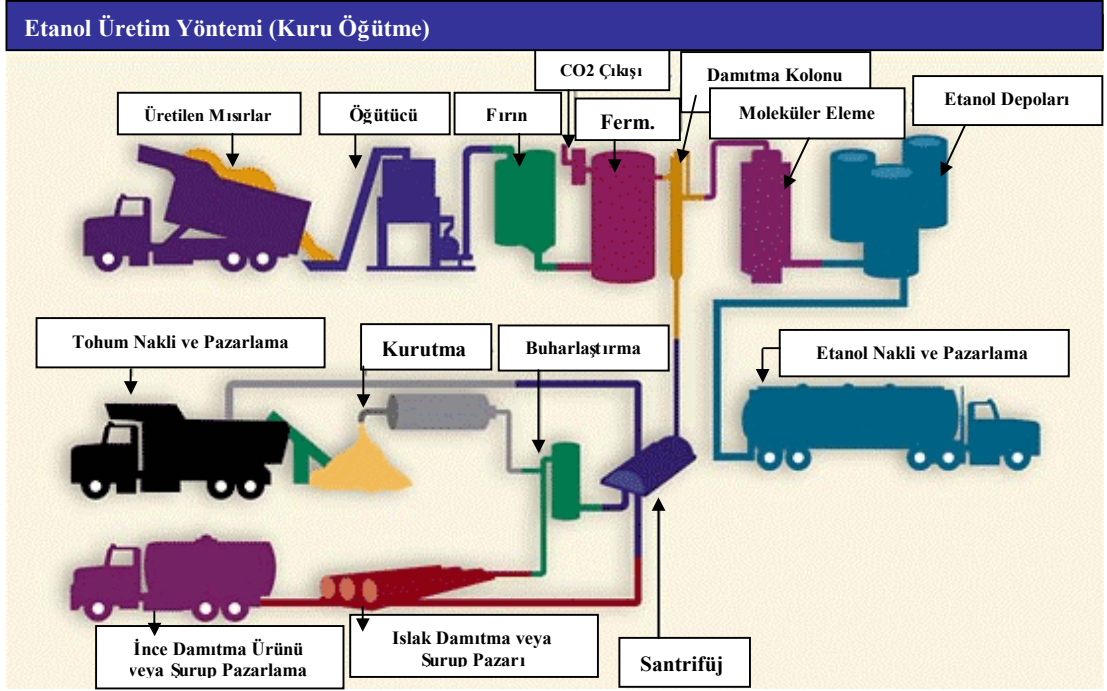 Etanol Üretim Yöntemi (Kuru Öğütme)
CO2 Çıkışı
Damıtma Kolonu
Etanol Depoları
Üretilen Mısırlar
Öğütücü
Fırın
Ferm.
Moleküler Eleme
Tohum Nakli ve Pazarlama
Kurutma
Buharlaştırma
Etanol Nakli ve Pazarlama
İnce Damıtma Ürünü
veya Şurup Pazarlama
Islak Damıtma veya
Şurup Pazarı
Santrifüj